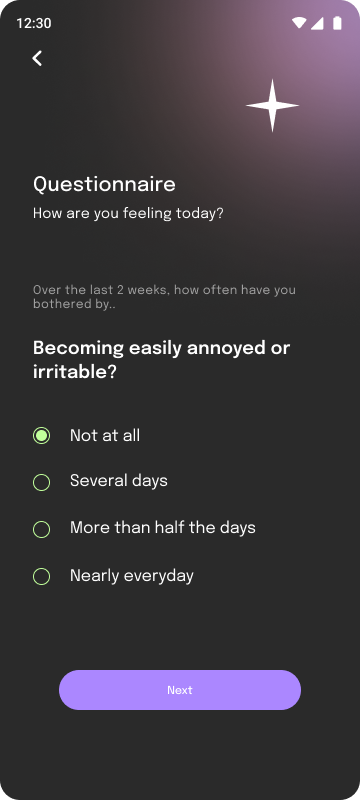 12:30
Questionnaire
How are you feeling today?
Over the last 2 weeks, how often have you
bothered by..
Becoming easily annoyed or
irritable?
Not at all
Several days
More than half the days
Nearly everyday
Next